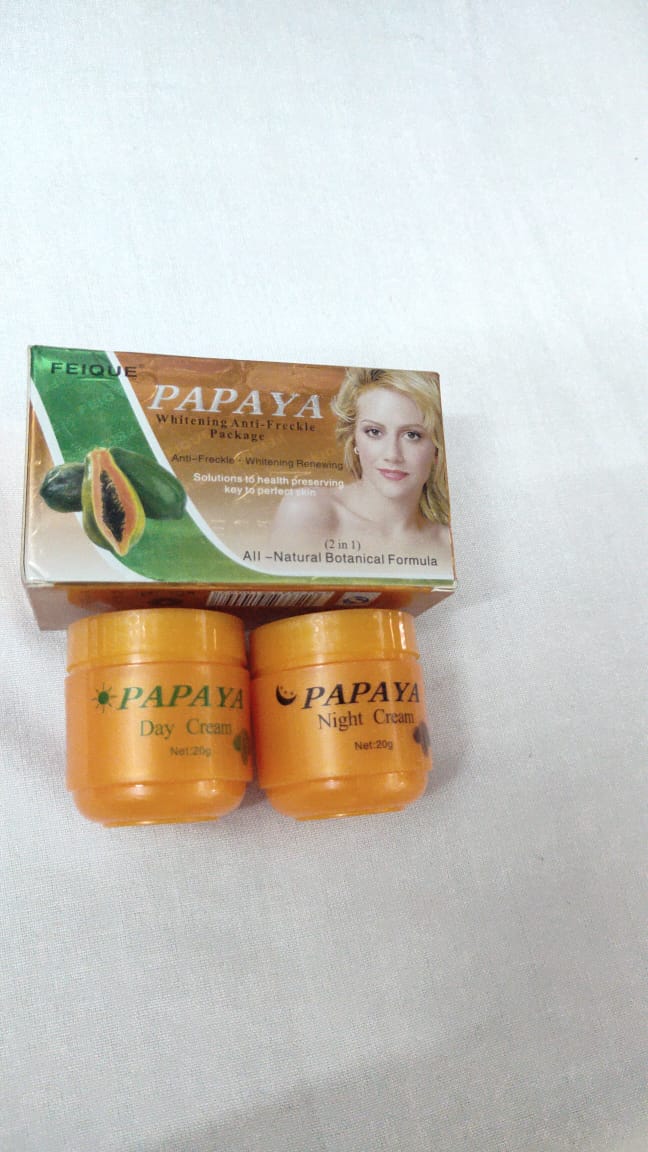 FEIQUE
PAPAYA
Whitening Anti-Freckle
Package
Anti-Freckle · Whitening Renewing
Solutions to health preserving
key to perfect skin
(2 in 1)
All -Natural Botanical Formula
PAPAYA
Day Cream
Net:20g
PAPAYA
Night Cream
Net:20g